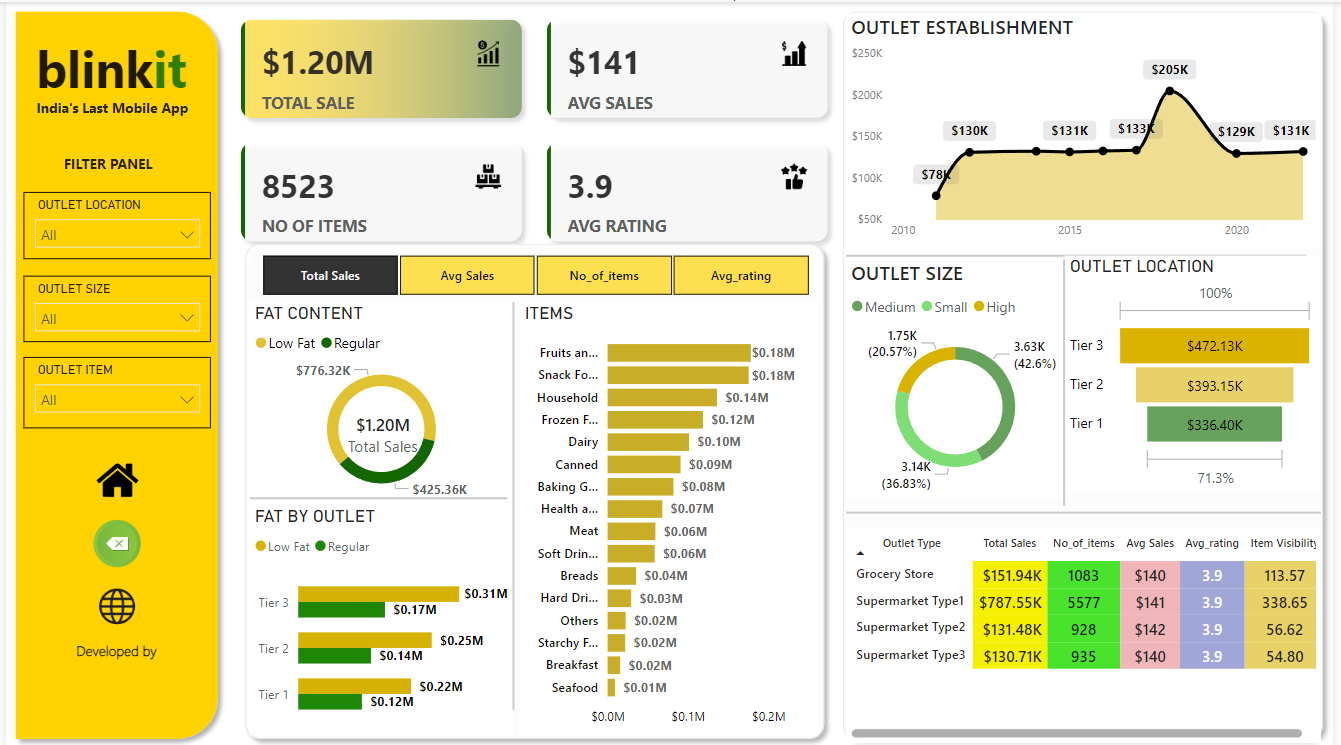 blinkit
India's Last Mobile App
FILTER PANEL
OUTLET LOCATION
All
OUTLET SIZE
All
OUTLET ITEM
All
Developed by
$1.20M
TOTAL SALE
$141
AVG SALES
8523
NO OF ITEMS
3.9
AVG RATING
Total Sales
Avg Sales
No_of_items
Avg_rating
FAT CONTENT
Low Fat Regular
$776.32K
$1.20M
Total Sales
$425.36K
FAT BY OUTLET
Low Fat Regular
Tier 3 $0.31M
$0.17M
Tier 2 $0.25M
$0.14M
Tier 1 $0.22M
$0.12M
ITEMS
Fruits an... $0.18M
Snack Fo... $0.18M
Household $0.14M
Frozen F... $0.12M
Dairy $0.10M
Canned $0.09M
Baking G... $0.08M
Health a... $0.07M
Meat $0.06M
Soft Drin... $0.06M
Breads $0.04M
Hard Dri... $0.03M
Others $0.02M
Starchy F... $0.02M
Breakfast $0.02M
Seafood $0.01M
$0.0M $0.1M $0.2M
OUTLET ESTABLISHMENT
$250K
$200K
$150K
$100K
$50K
$78K $130K $131K $133K $205K $129K $131K
2010 2015 2020
OUTLET SIZE
Medium Small High
1.75K
(20.57%)
3.63K
(42.6%)
3.14K
(36.83%)
OUTLET LOCATION
100%
Tier 3 $472.13K
Tier 2 $393.15K
Tier 1 $336.40K
71.3%
Outlet Type Total Sales No_of_items Avg Sales Avg_rating Item Visibility
Grocery Store $151.94K 1083 $140 3.9 113.57
Supermarket Type1 $787.55K 5577 $141 3.9 338.65
Supermarket Type2 $131.48K 928 $142 3.9 56.62
Supermarket Type3 $130.71K 935 $140 3.9 54.80